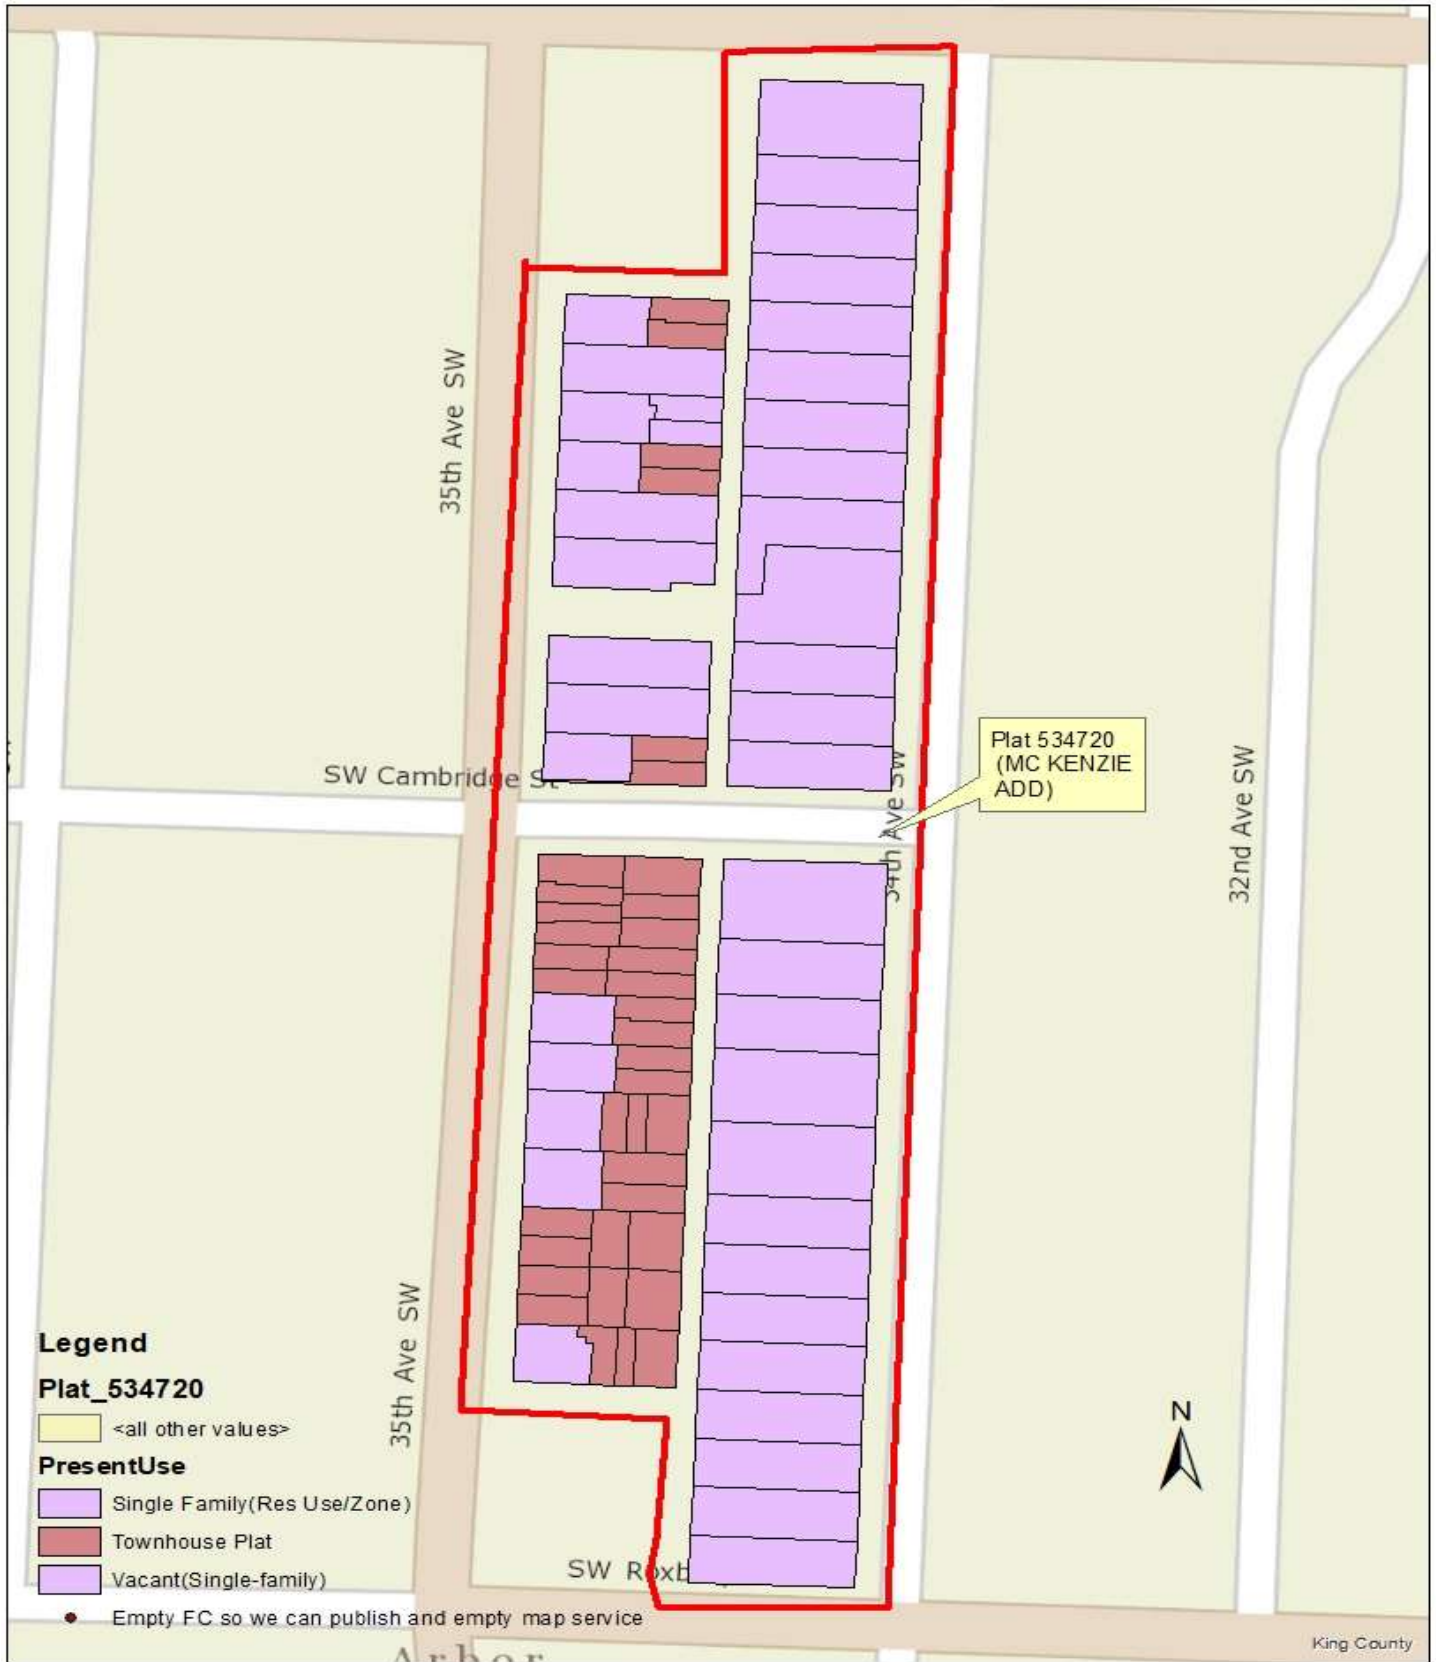 35th Ave SW
SW Cambridge St
Plat 534720
(MC KENZIE
ADD)
34th Ave SW
32nd Ave SW
35th Ave SW
Legend
Plat_534720
<all other values>
PresentUse
Single Family(Res Use/Zone)
Townhouse Plat
Vacant(Single-family)
Empty FC so we can publish and empty map service
N
SW Roxb
King County
Arbor